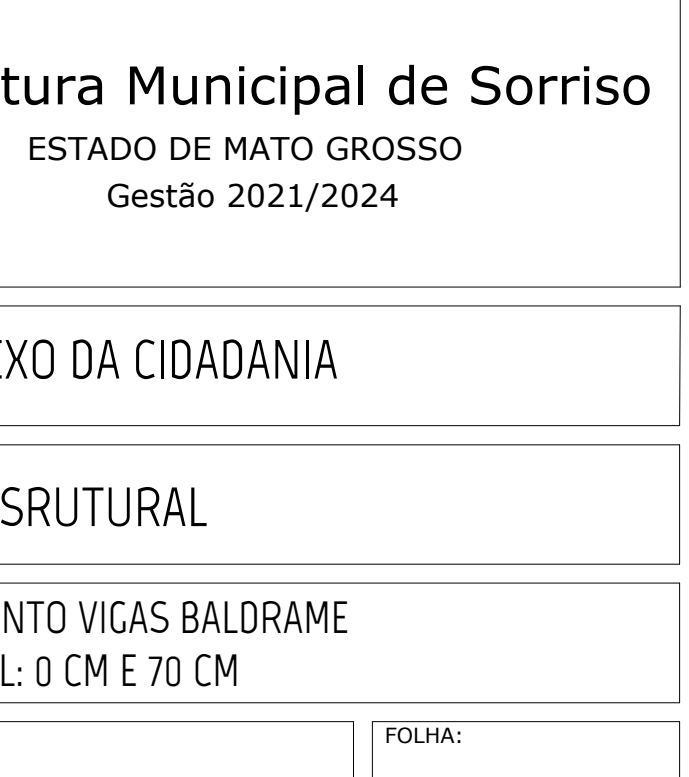 tura Municipal de Sorriso
ESTADO DE MATO GROSSO
Gestão 2021/2024
EXO DA CIDADANIA
SRUTURAL
NTO VIGAS BALDRAME
L: 0 CM E 70 CM
FOLHA: